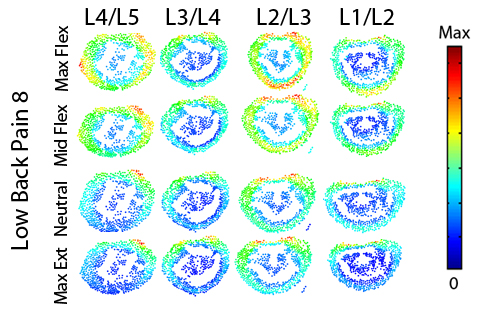 L4/L5 L3/L4 L2/L3 L1/L2
Max
Max Flex
Mid Flex
Neutral
Max Ext
Low Back Pain 8
0